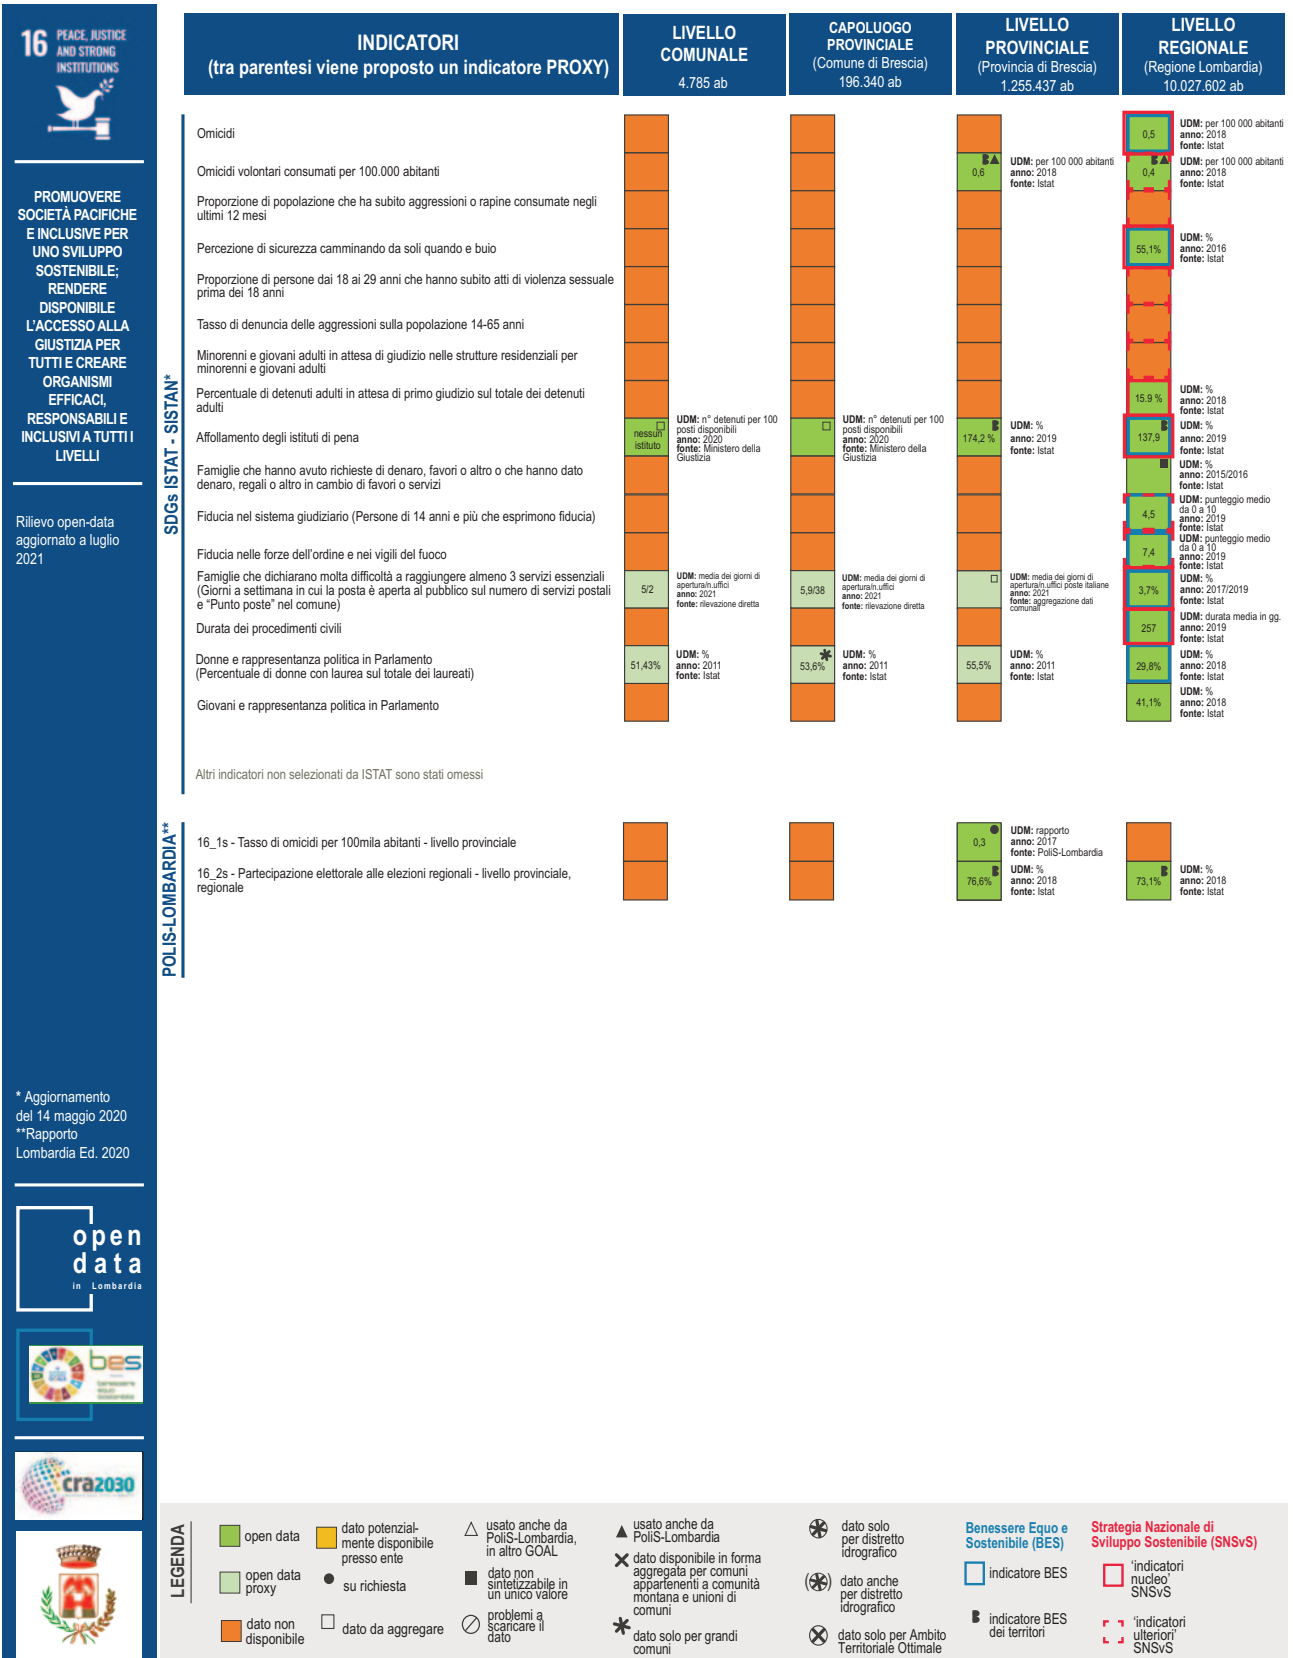 16 PEACE, JUSTICE
AND STRONG
INSTITUTIONS
PROMUOVERE
SOCIETÀ PACIFICHE
E INCLUSIVE PER
UNO SVILUPPO
SOSTENIBILE;
RENDERE
DISPONIBILE
L'ACCESSO ALLA
GIUSTIZIA PER
TUTTI E CREARE
ORGANISMI
EFFICACI,
RESPONSABILI E
INCLUSIVI A TUTTI I
LIVELLI
Rilievo open-data
aggiornato a luglio
2021
* Aggiornamento
del 14 maggio 2020
**Rapporto
Lombardia Ed. 2020
open
data
in Lombardia
bes
benessere
equo
sostenibile
cra2030
INDICATORI
(tra parentesi viene proposto un indicatore PROXY)
LIVELLO
COMUNALE
4.785 ab
CAPOLUOGO
PROVINCIALE
(Comune di Brescia)
196.340 ab
LIVELLO
PROVINCIALE
(Provincia di Brescia)
1.255.437 ab
LIVELLO
REGIONALE
(Regione Lombardia)
10.027.602 ab
SDGs ISTAT - SISTAN*
Omicidi
0,5
UDM: per 100 000 abitanti
anno: 2018
fonte: Istat
Omicidi volontari consumati per 100.000 abitanti
0,6
UDM: per 100 000 abitanti
anno: 2018
fonte: Istat
0,4
UDM: per 100 000 abitanti
anno: 2018
fonte: Istat
Proporzione di popolazione che ha subito aggressioni o rapine consumate negli
ultimi 12 mesi
Percezione di sicurezza camminando da soli quando e buio
55,1%
UDM: %
anno: 2016
fonte: Istat
Proporzione di persone dai 18 ai 29 anni che hanno subito atti di violenza sessuale
prima dei 18 anni
Tasso di denuncia delle aggressioni sulla popolazione 14-65 anni
Minorenni e giovani adulti in attesa di giudizio nelle strutture residenziali per
minorenni e giovani adulti
Percentuale di detenuti adulti in attesa di primo giudizio sul totale dei detenuti
adulti
15.9 %
UDM: %
anno: 2018
fonte: Istat
Affollamento degli istituti di pena
nessun
istituto
UDM: n° detenuti per 100
posti disponibili
anno: 2020
fonte: Ministero della
Giustizia
UDM: n° detenuti per 100
posti disponibili
anno: 2020
fonte: Ministero della
Giustizia
174,2 %
UDM: %
anno: 2019
fonte: Istat
137,9
UDM: %
anno: 2019
fonte: Istat
Famiglie che hanno avuto richieste di denaro, favori o altro o che hanno dato
denaro, regali o altro in cambio di favori o servizi
UDM: %
anno: 2015/2016
fonte: Istat
Fiducia nel sistema giudiziario (Persone di 14 anni e più che esprimono fiducia)
4,5
UDM: punteggio medio
da 0 a 10
anno: 2019
fonte: Istat
Fiducia nelle forze dell'ordine e nei vigili del fuoco
7,4
UDM: punteggio medio
da 0 a 10
anno: 2019
fonte: Istat
Famiglie che dichiarano molta difficoltà a raggiungere almeno 3 servizi essenziali
(Giorni a settimana in cui la posta è aperta al pubblico sul numero di servizi postali
e “Punto poste” nel comune)
5/2
UDM: media dei giorni di
apertura/n.uffici
anno: 2021
fonte: rilevazione diretta
5,9/38
UDM: media dei giorni di
apertura/n.uffici
anno: 2021
fonte: rilevazione diretta
UDM: media dei giorni di
apertura/n.uffici poste italiane
anno: 2021
fonte: aggregazione dati
comunali
3,7%
UDM: %
anno: 2017/2019
fonte: Istat
Durata dei procedimenti civili
257
UDM: durata media in gg.
anno: 2019
fonte: Istat
Donne e rappresentanza politica in Parlamento
(Percentuale di donne con laurea sul totale dei laureati)
51,43%
UDM: %
anno: 2011
fonte: Istat
53,6%
UDM: %
anno: 2011
fonte: Istat
55,5%
UDM: %
anno: 2011
fonte: Istat
29,8%
UDM: %
anno: 2018
fonte: Istat
Giovani e rappresentanza politica in Parlamento
41,1%
UDM: %
anno: 2018
fonte: Istat
Altri indicatori non selezionati da ISTAT sono stati omessi
POLIS-LOMBARDIA**
16_1s - Tasso di omicidi per 100mila abitanti - livello provinciale
0,3
UDM: rapporto
anno: 2017
fonte: PoliS-Lombardia
16_2s - Partecipazione elettorale alle elezioni regionali - livello provinciale,
regionale
76,6%
UDM: %
anno: 2018
fonte: Istat
73,1%
UDM: %
anno: 2018
fonte: Istat
LEGENDA
open data
open data
proxy
dato non
disponibile
dato potenzial-
mente disponibile
presso ente
su richiesta
dato da aggregare
usato anche da
PoliS-Lombardia,
in altro GOAL
dato non
sintetizzabile in
un unico valore
problemi a
scaricare il
dato
usato anche da
PoliS-Lombardia
dato disponibile in forma
aggregata per comuni
appartenenti a comunità
montana e unioni di
comuni
dato solo per grandi
comuni
dato solo
per distretto
idrografico
dato anche
per distretto
idrografico
dato solo per Ambito
Territoriale Ottimale
Benessere Equo e
Sostenibile (BES)
indicatore BES
indicatore BES
dei territori
Strategia Nazionale di
Sviluppo Sostenibile (SNSvS)
'indicatori
nucleo'
SNSvS
'indicatori
ulteriori'
SNSvS